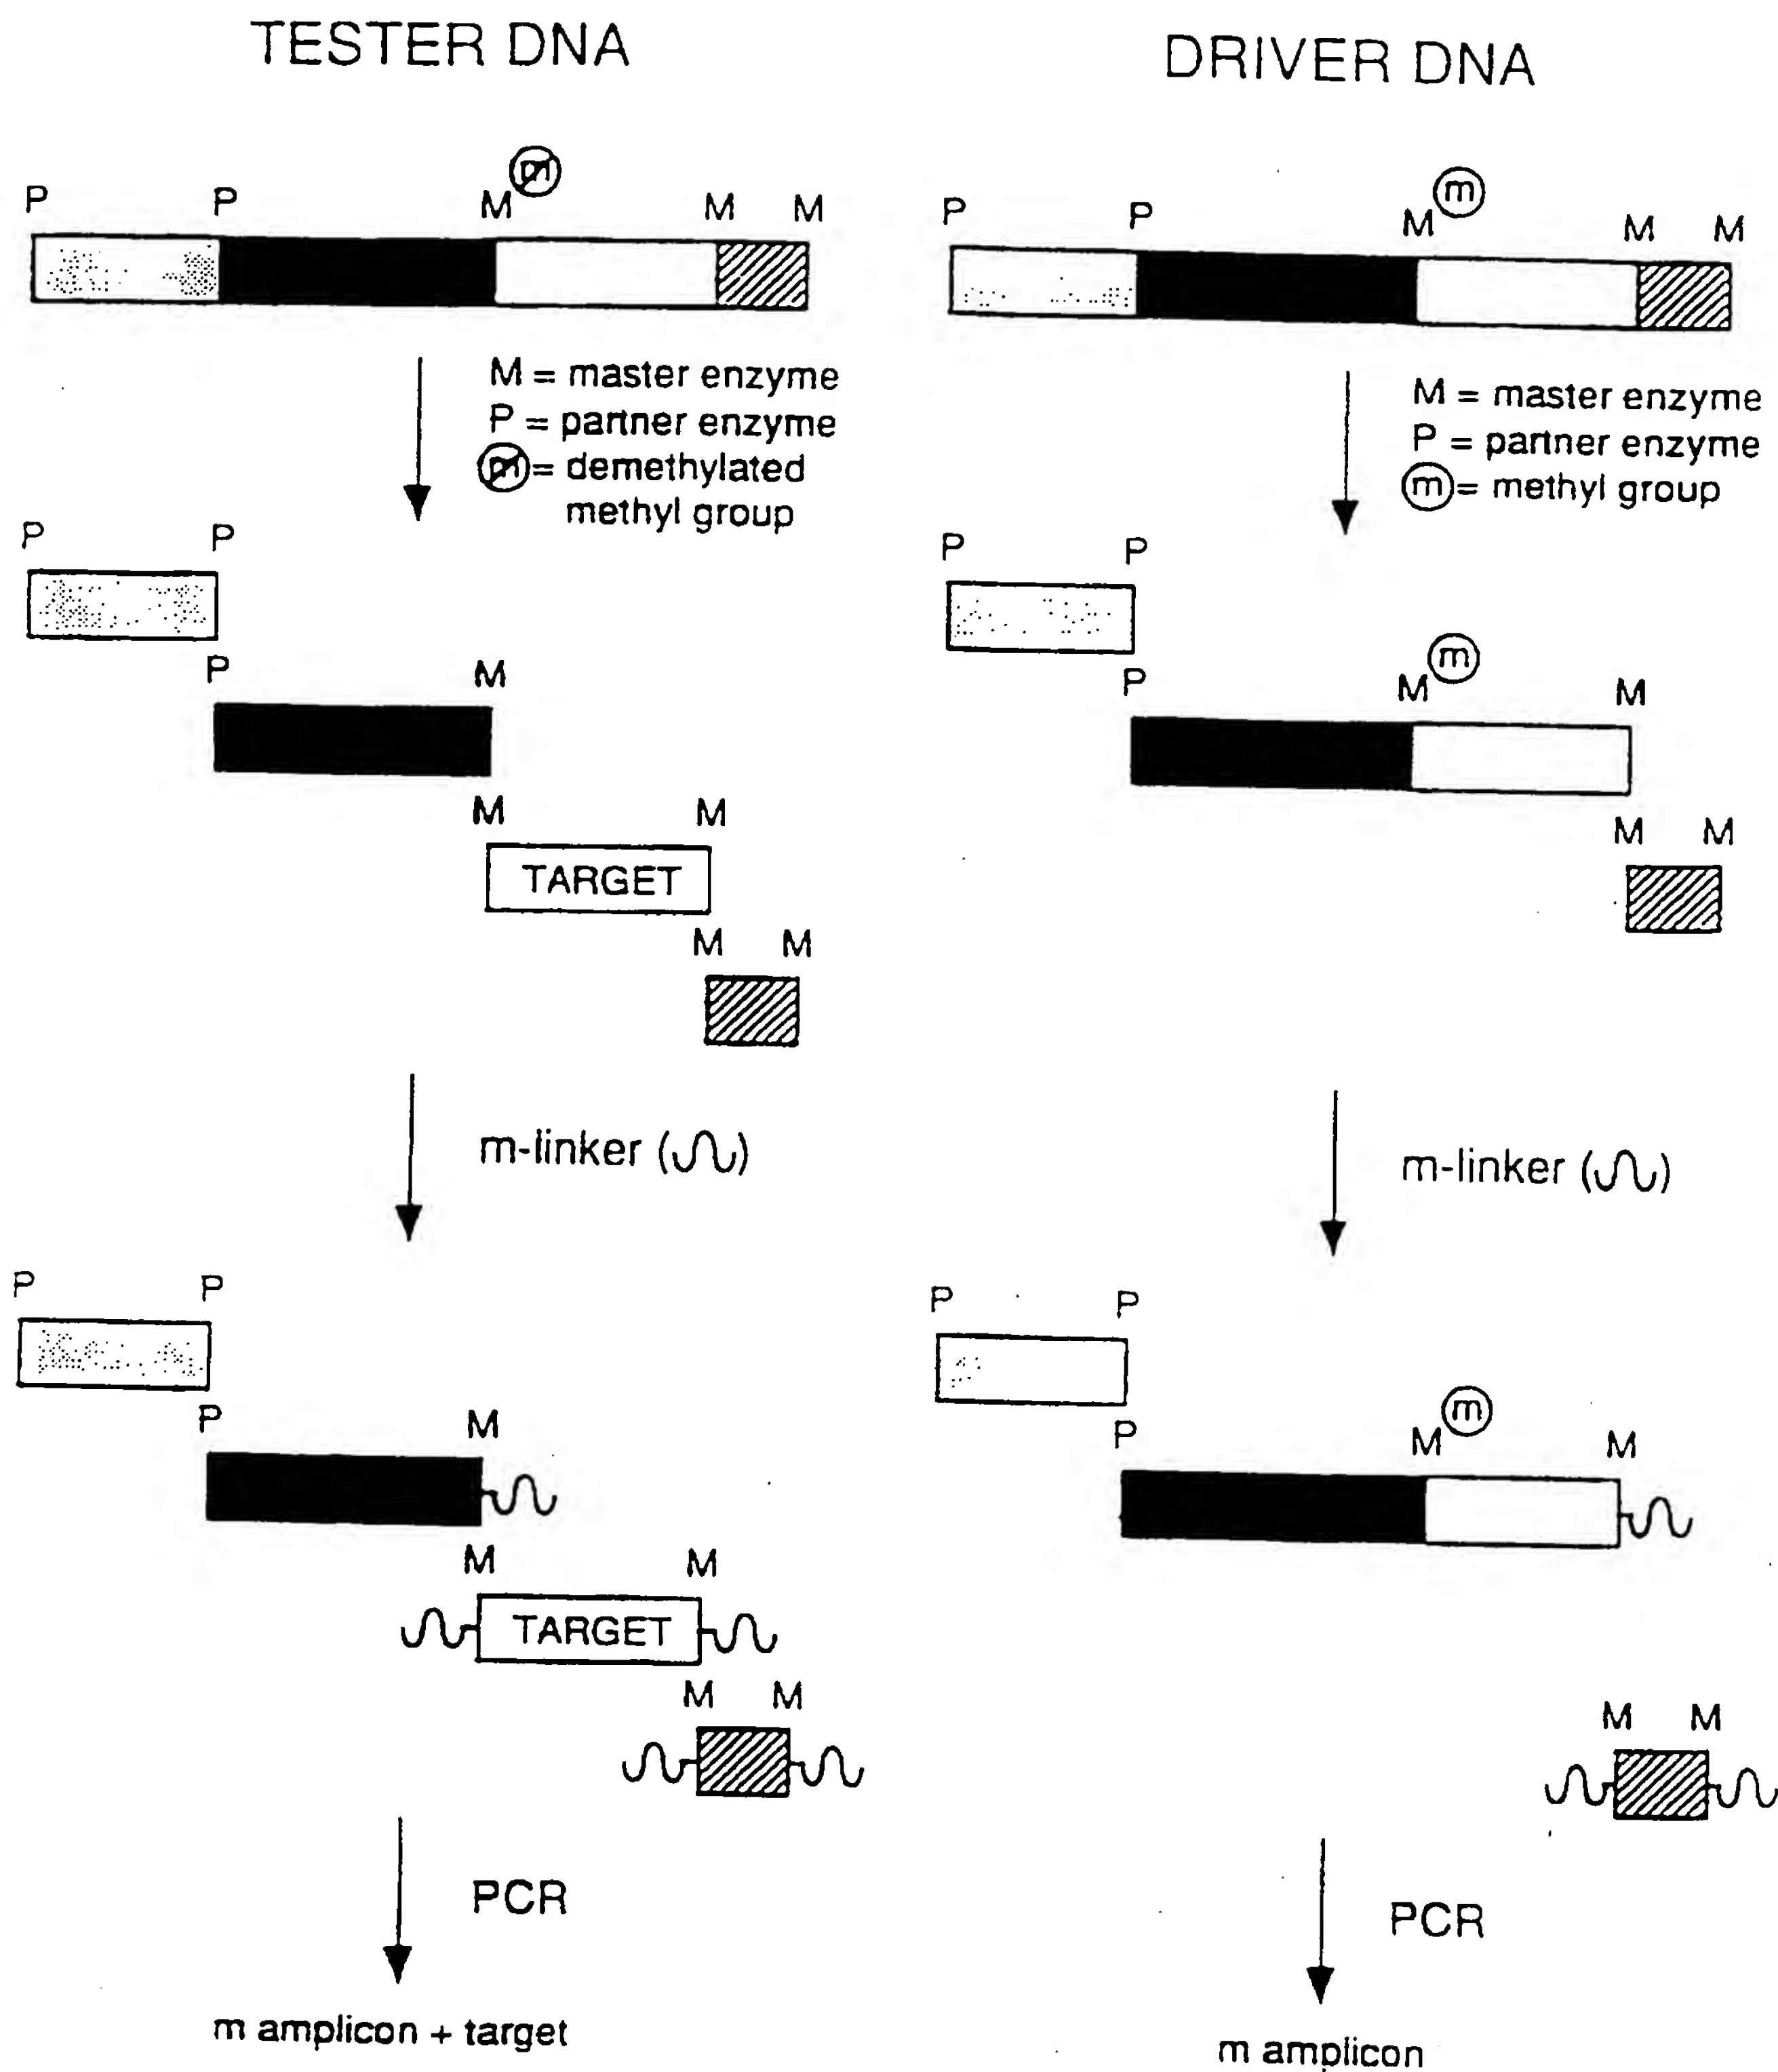 TESTER DNA
P P M m M M
M = master enzyme
P = partner enzyme
m = demethylated
methyl group
P P
P M
M M
TARGET
M M
m-linker ( )
P P
P M
M M
TARGET
M M
PCR
m amplicon + target
DRIVER DNA
P P M m M M
M = master enzyme
P = partner enzyme
m = methyl group
P P
P M m M
M M
m-linker ( )
P P
P M m M
M M
PCR
m amplicon